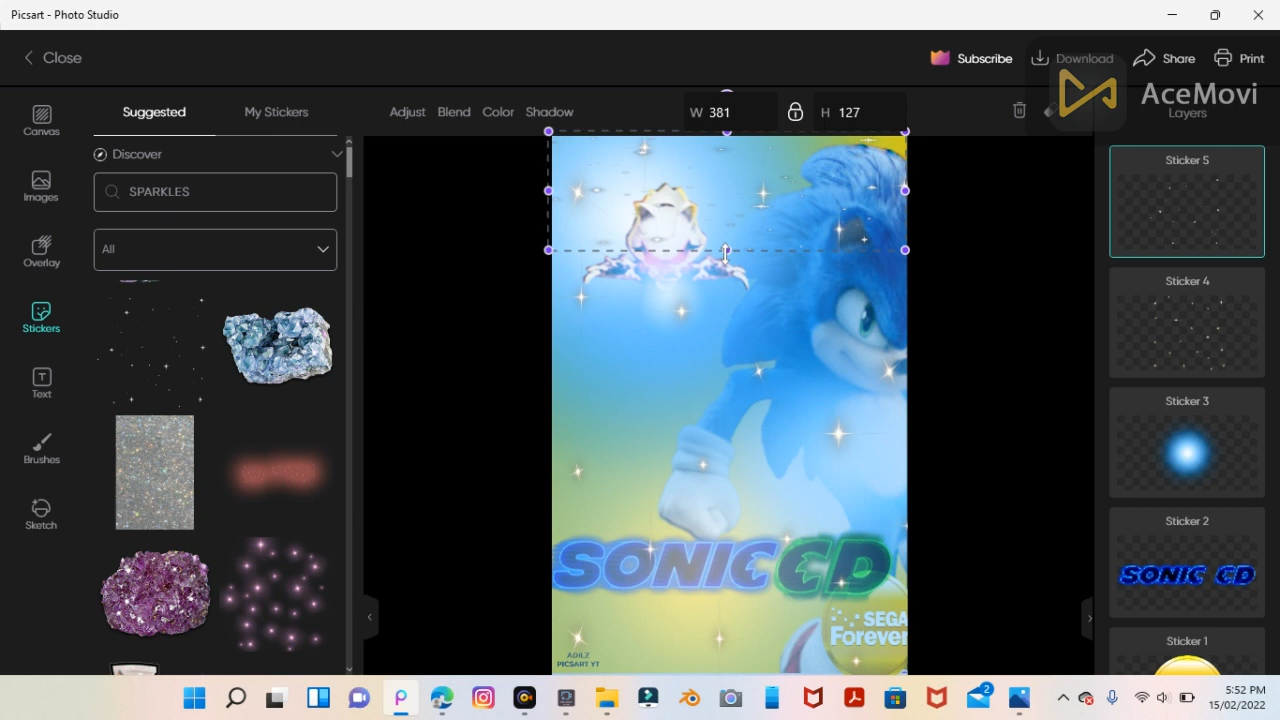 Picsart - Photo Studio
Close
Subscribe
Download
Share
Print
AceMovi
Suggested
My Stickers
Adjust
Blend
Color
Shadow
W 381
H 127
Layers
Canvas
Images
Overlay
Stickers
Text
Brushes
Sketch
Discover
SPARKLES
All
Sticker 5
Sticker 4
Sticker 3
Sticker 2
SONIC CD
Sticker 1
SONIC CD
SEGA
Forever
ADILZ
PICSART YT
2
5:52 PM
15/02/2022